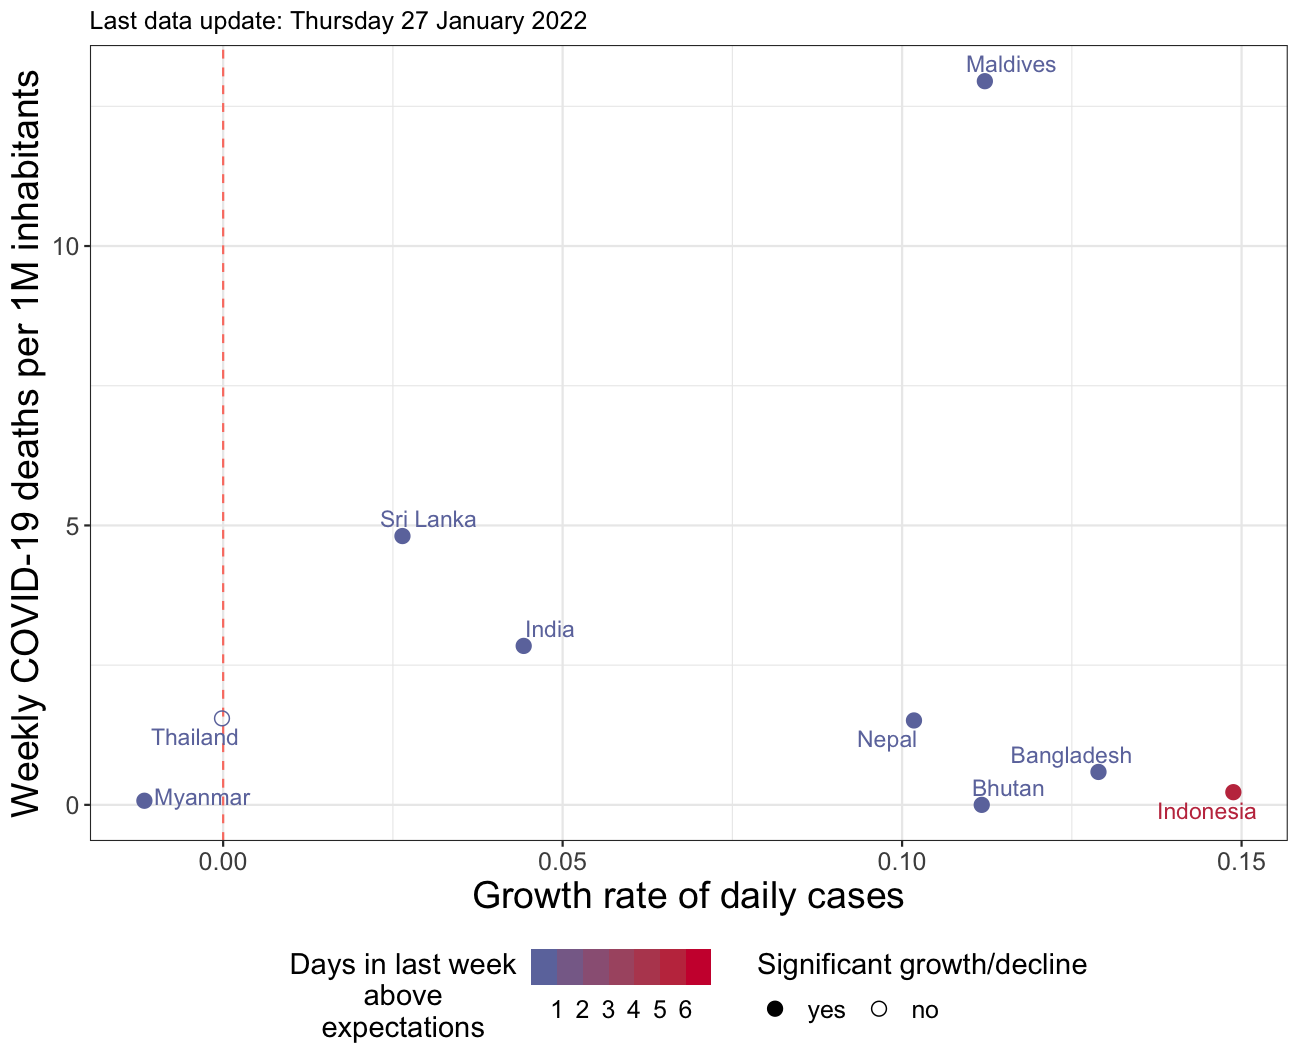 Last data update: Thursday 27 January 2022
Weekly COVID-19 deaths per 1M inhabitants
10
5
0
Maldives
Sri Lanka
India
Thailand
Nepal
Bangladesh
Myanmar
Bhutan
Indonesia
0.00 0.05 0.10 0.15
Growth rate of daily cases
Days in last week
above
expectations
1 2 3 4 5 6
Significant growth/decline
yes no